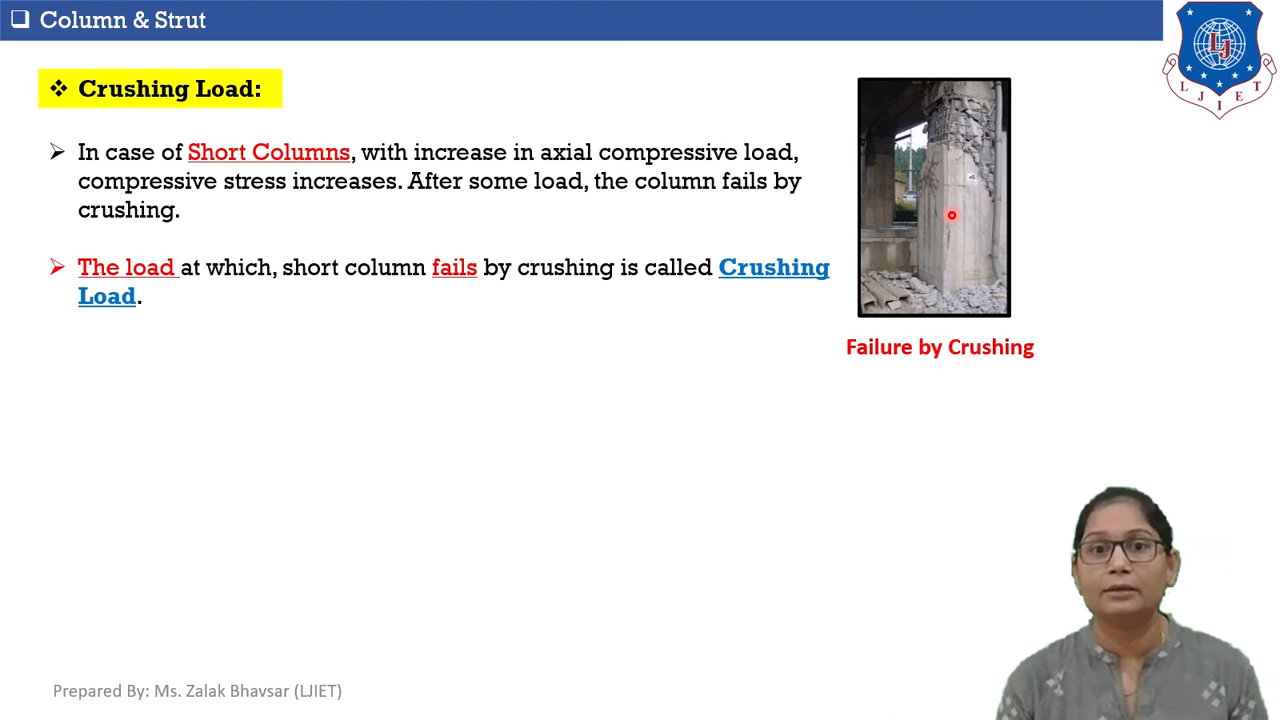 Column & Strut
Crushing Load:
In case of Short Columns, with increase in axial compressive load,
compressive stress increases. After some load, the column fails by
crushing.
The load at which, short column fails by crushing is called Crushing
Load.
Failure by Crushing
LJ
LJIET
Prepared By: Ms. Zalak Bhavsar (LJIET)